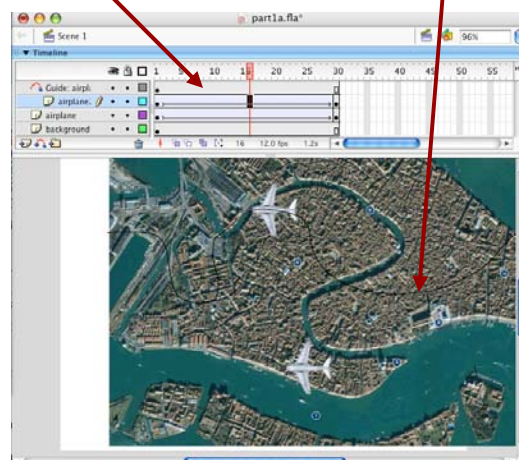 part1a.fla*
Scene 1
96%
Timeline
1 5 10 15 20 25 30 35 40 45 50 55
Guide: airpl
airplane.
airplane
background
16 12.0 fps 1.2s